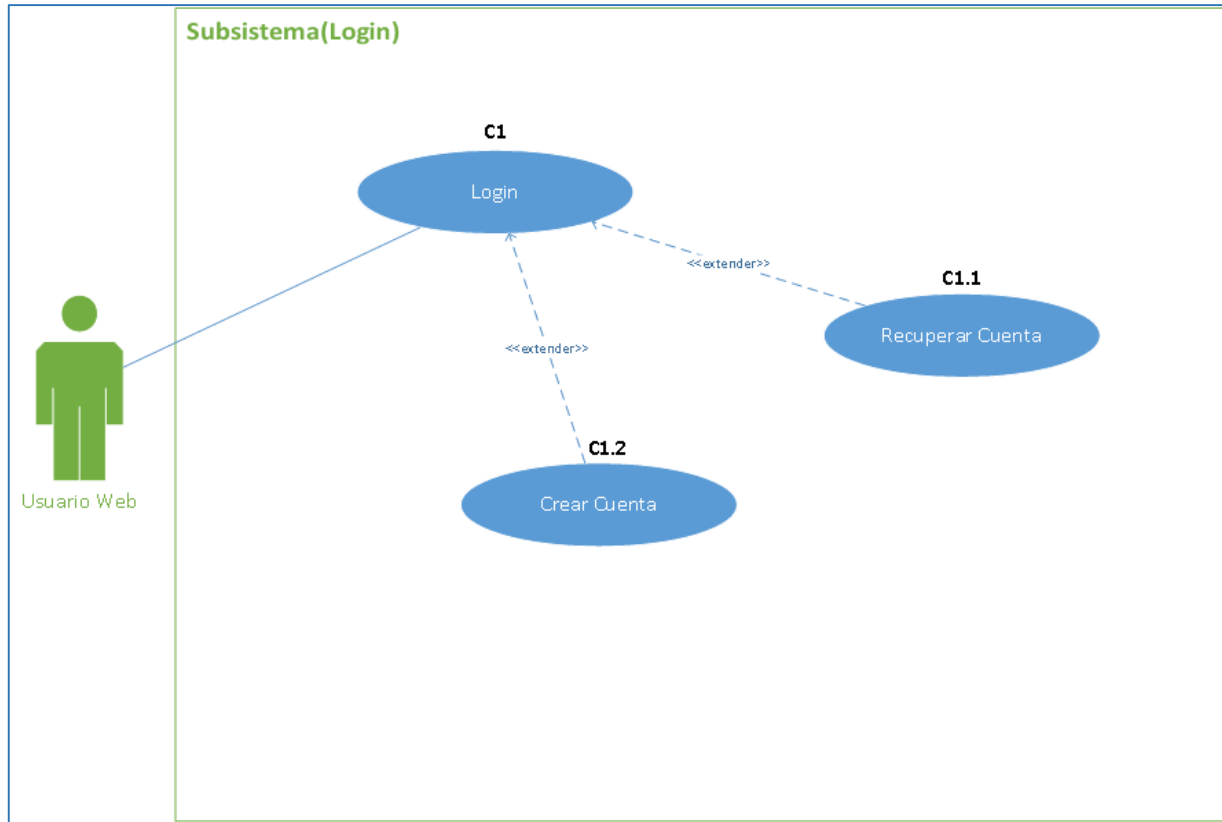 Subsistema(Login)
C1
Login
<<extender>>
C1.1
Recuperar Cuenta
<<extender>>
C1.2
Crear Cuenta
Usuario Web